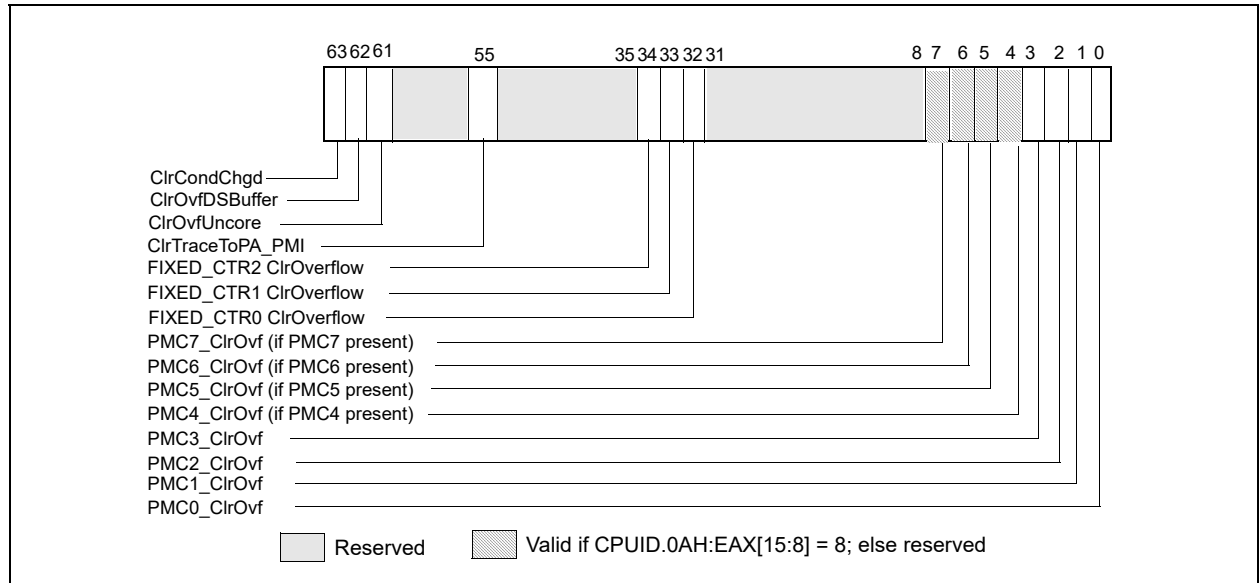 63 62 61 55 35 34 33 32 31 8 7 6 5 4 3 2 1 0
ClrCondChgd
ClrOvfDSBuffer
ClrOvfUncore
ClrTraceToPA_PMI
FIXED_CTR2 ClrOverflow
FIXED_CTR1 ClrOverflow
FIXED_CTR0 ClrOverflow
PMC7_ClrOvf (if PMC7 present)
PMC6_ClrOvf (if PMC6 present)
PMC5_ClrOvf (if PMC5 present)
PMC4_ClrOvf (if PMC4 present)
PMC3_ClrOvf
PMC2_ClrOvf
PMC1_ClrOvf
PMC0_ClrOvf
Reserved Valid if CPUID.0AH:EAX[15:8] = 8; else reserved